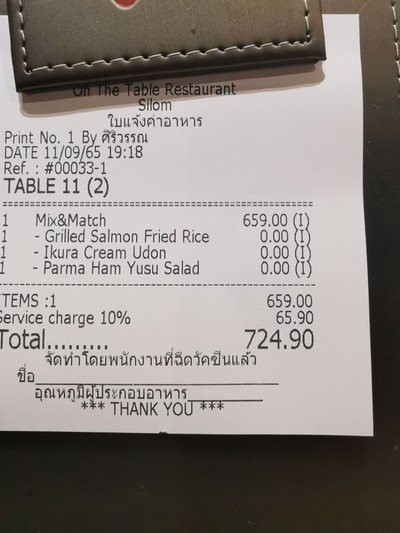 On The Table Restaurant
Silom
ใบแจ้งค่าอาหาร
Print No. 1 By ศิริวรรณ
DATE 11/09/65 19:18
Ref. : #00033-1
TABLE 11 (2)
1 Mix&Match 659.00 (I)
1 - Grilled Salmon Fried Rice 0.00 (I)
1 - Ikura Cream Udon 0.00 (I)
1 - Parma Ham Yusu Salad 0.00 (I)
ITEMS :1 659.00
Service charge 10% 65.90
Total......... 724.90
จัดทำโดยพนักงานที่ฉีดวัคซีนแล้ว
ชื่อ
อุณหภูมิผู้ประกอบอาหาร
*** THANK YOU ***